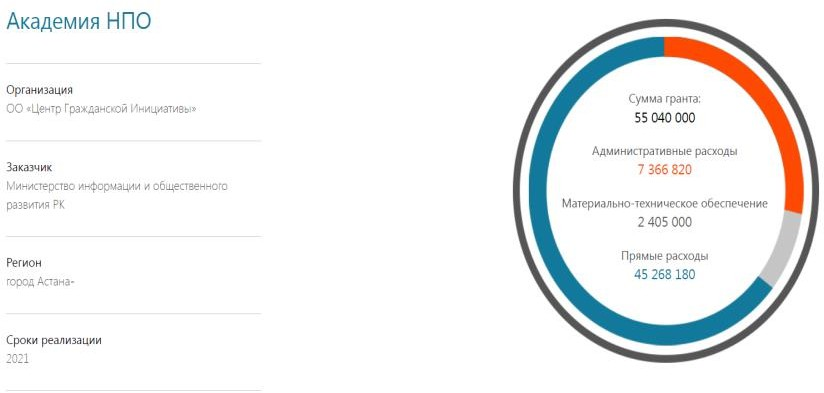 Академия НПО
Организация
ОО «Центр Гражданской Инициативы»
Заказчик
Министерство информации и общественного
развития РК
Регион
город Астана-
Сроки реализации
2021
Сумма гранта:
55 040 000
Административные расходы
7 366 820
Материально-техническое обеспечение
2 405 000
Прямые расходы
45 268 180